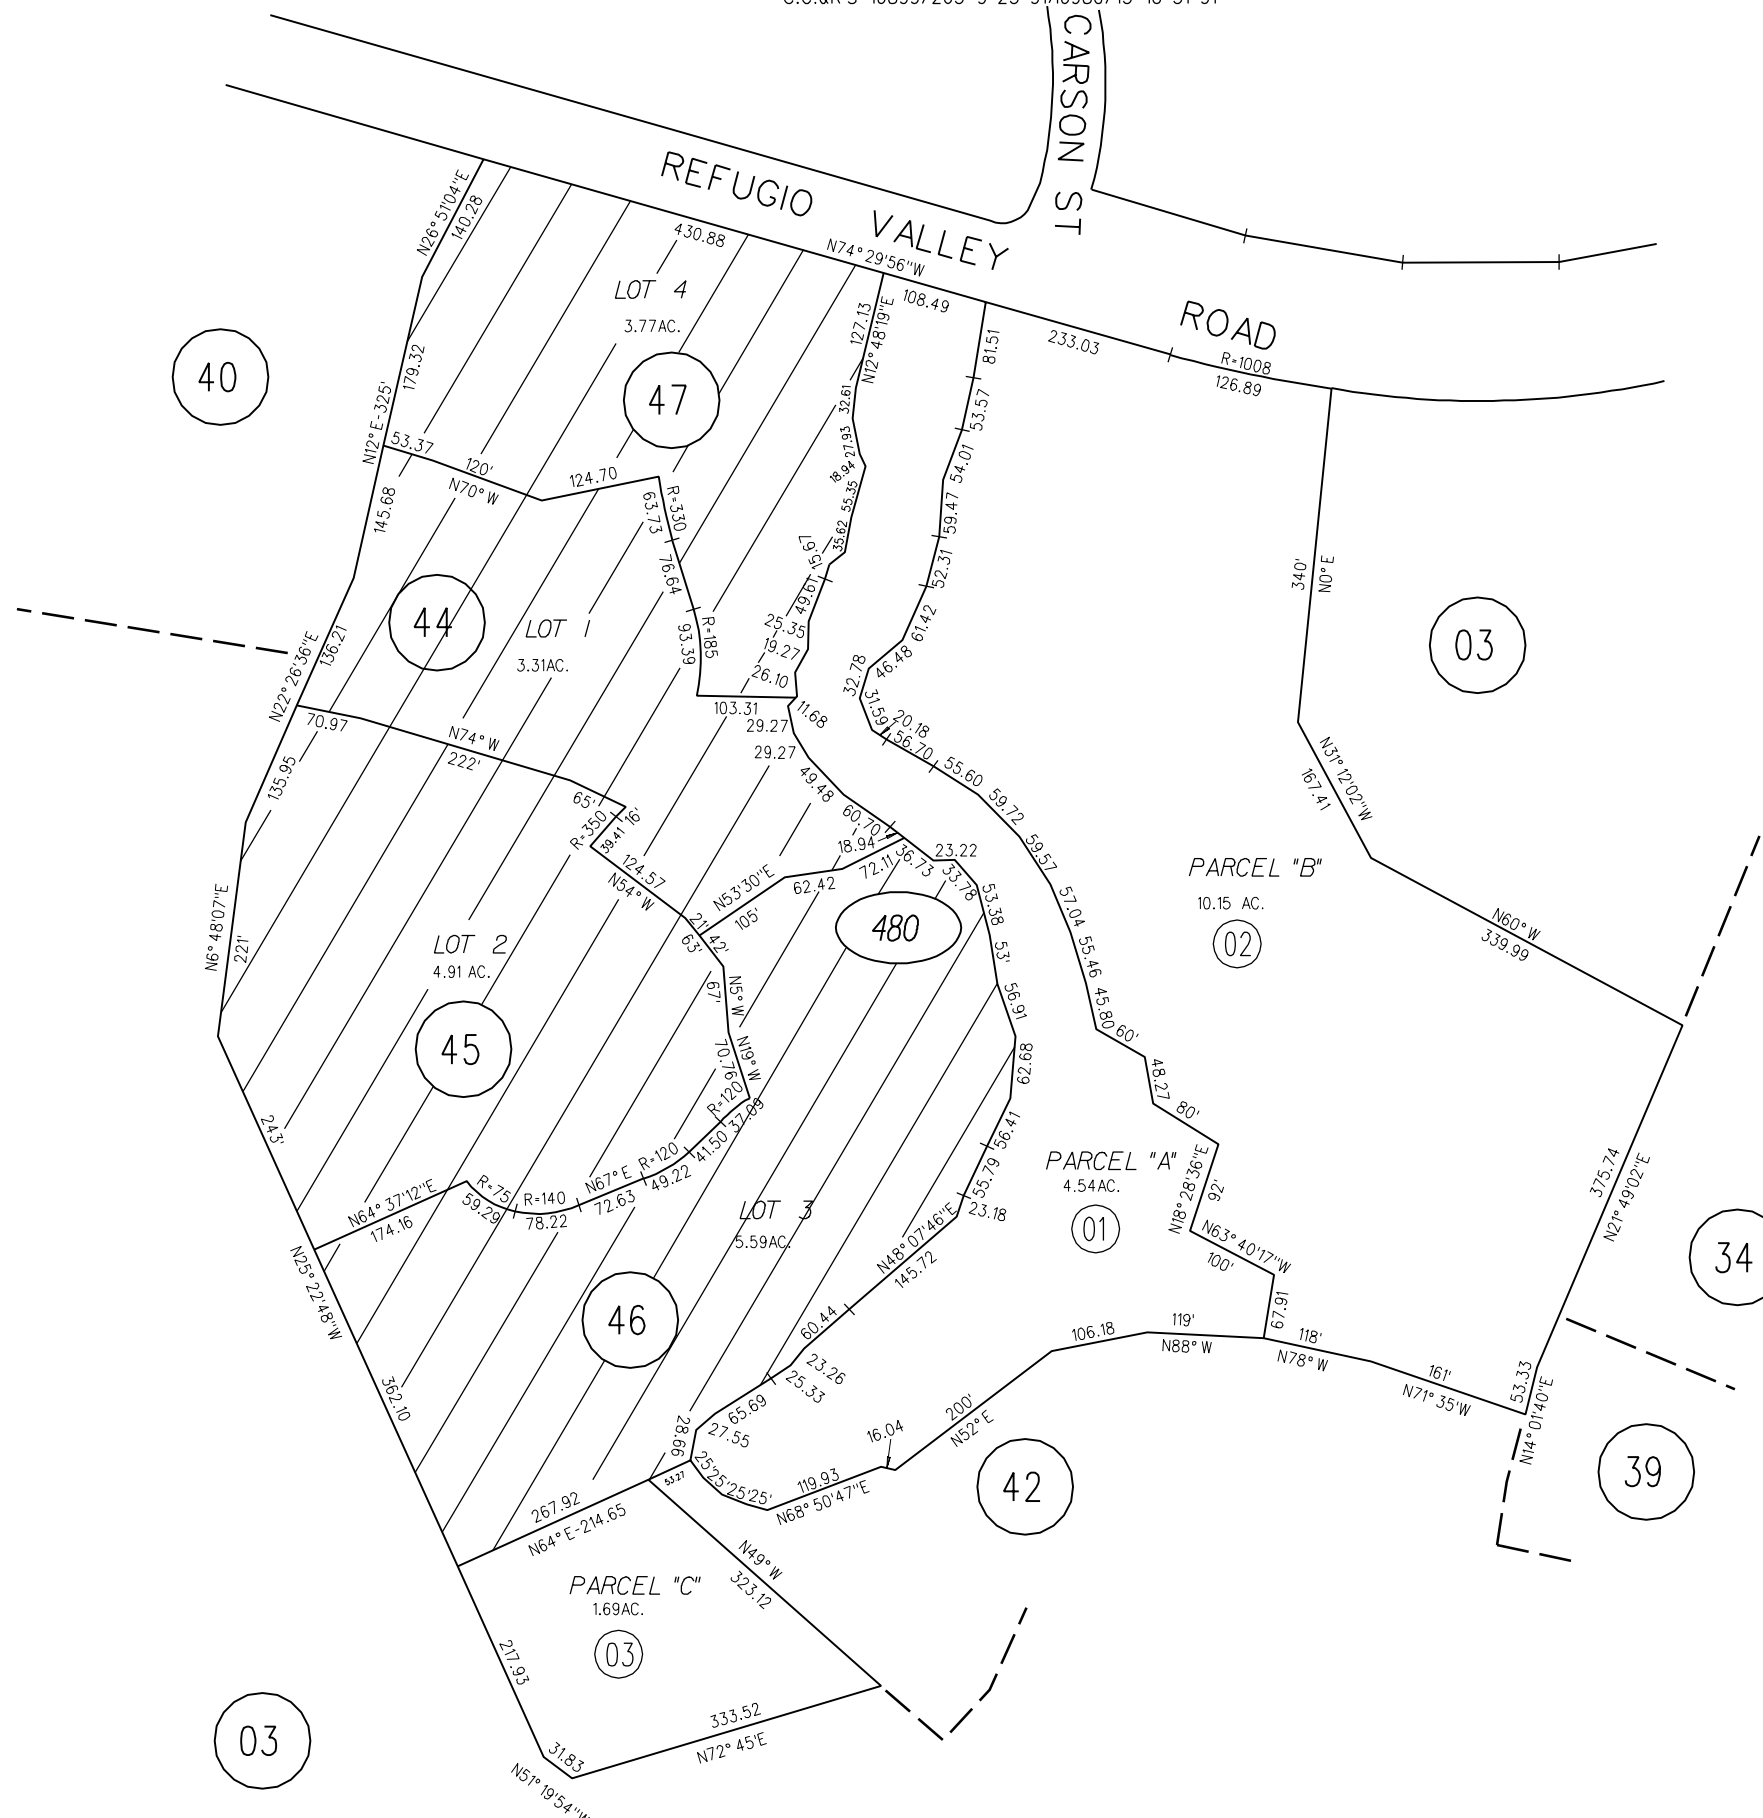 CARSON ST
REFUGIO VALLEY ROAD
N26°51'04"E
140.28
430.88
N74°29'56"W
108.49
233.03
R=1008
126.89
LOT 4
3.77AC.
47
40
179.32
N12°E-325'
53.37
120'
N70°W
124.70
R=330
63.73
76.64
R=185
93.39
103.31
127.13
N12°48'19"E
32.61
27.93
18.94
55.35
35.62
15.67
49.61
25.35
19.27
26.10
11.68
29.27
29.27
49.48
60.70
18.94
81.51
53.57
54.01
59.47
52.31
61.42
46.48
32.78
31.59
20.18
56.70
55.60
59.72
59.57
57.04
55.46
45.80
60'
48.27
80'
N18°28'36"E
92'
N63°40'17"W
100'
67.91
340'
N0°E
03
N31°12'02"W
167.41
N60°W
339.99
PARCEL "B"
10.15 AC.
02
145.68
44
LOT 1
3.31AC.
136.21
N22°26'36"E
70.97
N74°W
222'
65'
16'
R=350
39.41
124.57
N54°W
135.95
N6°48'07"E
221'
LOT 2
4.91 AC.
45
21'
42'
63'
N53'30"E
105'
62.42
72.11
36.73
23.22
33.78
53.38
53'
56.91
62.68
56.41
55.79
23.18
480
N5°W
67'
N19°W
70.76
R=120
37.09
41.50
R=120
49.22
N67°E
72.63
R=140
78.22
R=75
59.29
N64°37'12"E
174.16
243'
N25°22'48"W
362.10
LOT 3
5.59AC.
46
N48°07'46"E
145.72
60.44
23.26
25.33
65.69
27.55
28.66
25'25'25'25'
53.27
267.92
N64°E-214.65
PARCEL "A"
4.54AC.
01
119.93
N68°50'47"E
16.04
200'
N52°E
106.18
119'
N88°W
118'
N78°W
161'
N71°35'W
53.33
N14°01'40"E
375.74
N21°49'02"E
34
39
42
N49°W
323.12
PARCEL "C"
1.69AC.
03
217.93
333.52
N72°45'E
31.83
N51°19'54"W
03